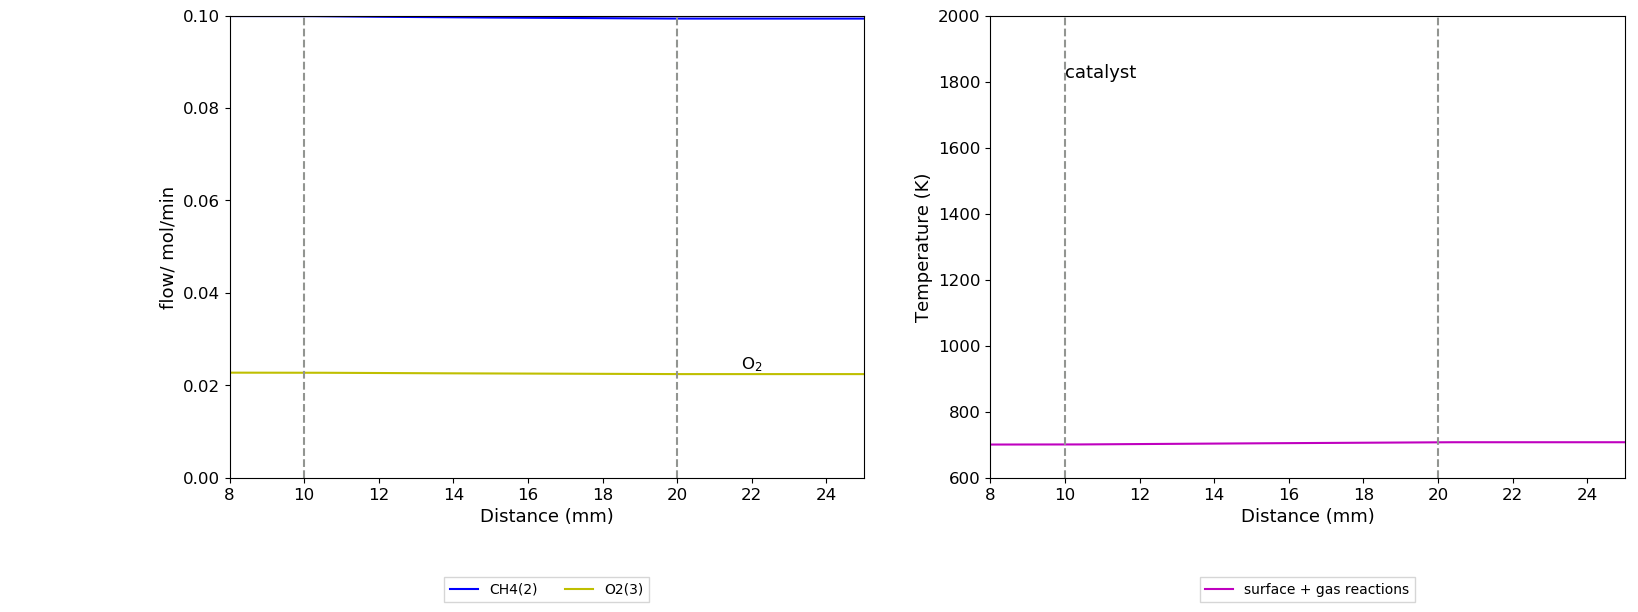 0.10
0.08
0.06
0.04
0.02
0.00
flow/ mol/min
O₂
8 10 12 14 16 18 20 22 24
Distance (mm)
CH4(2) O2(3)
2000
1800
1600
1400
1200
1000
800
600
Temperature (K)
catalyst
8 10 12 14 16 18 20 22 24
Distance (mm)
surface + gas reactions